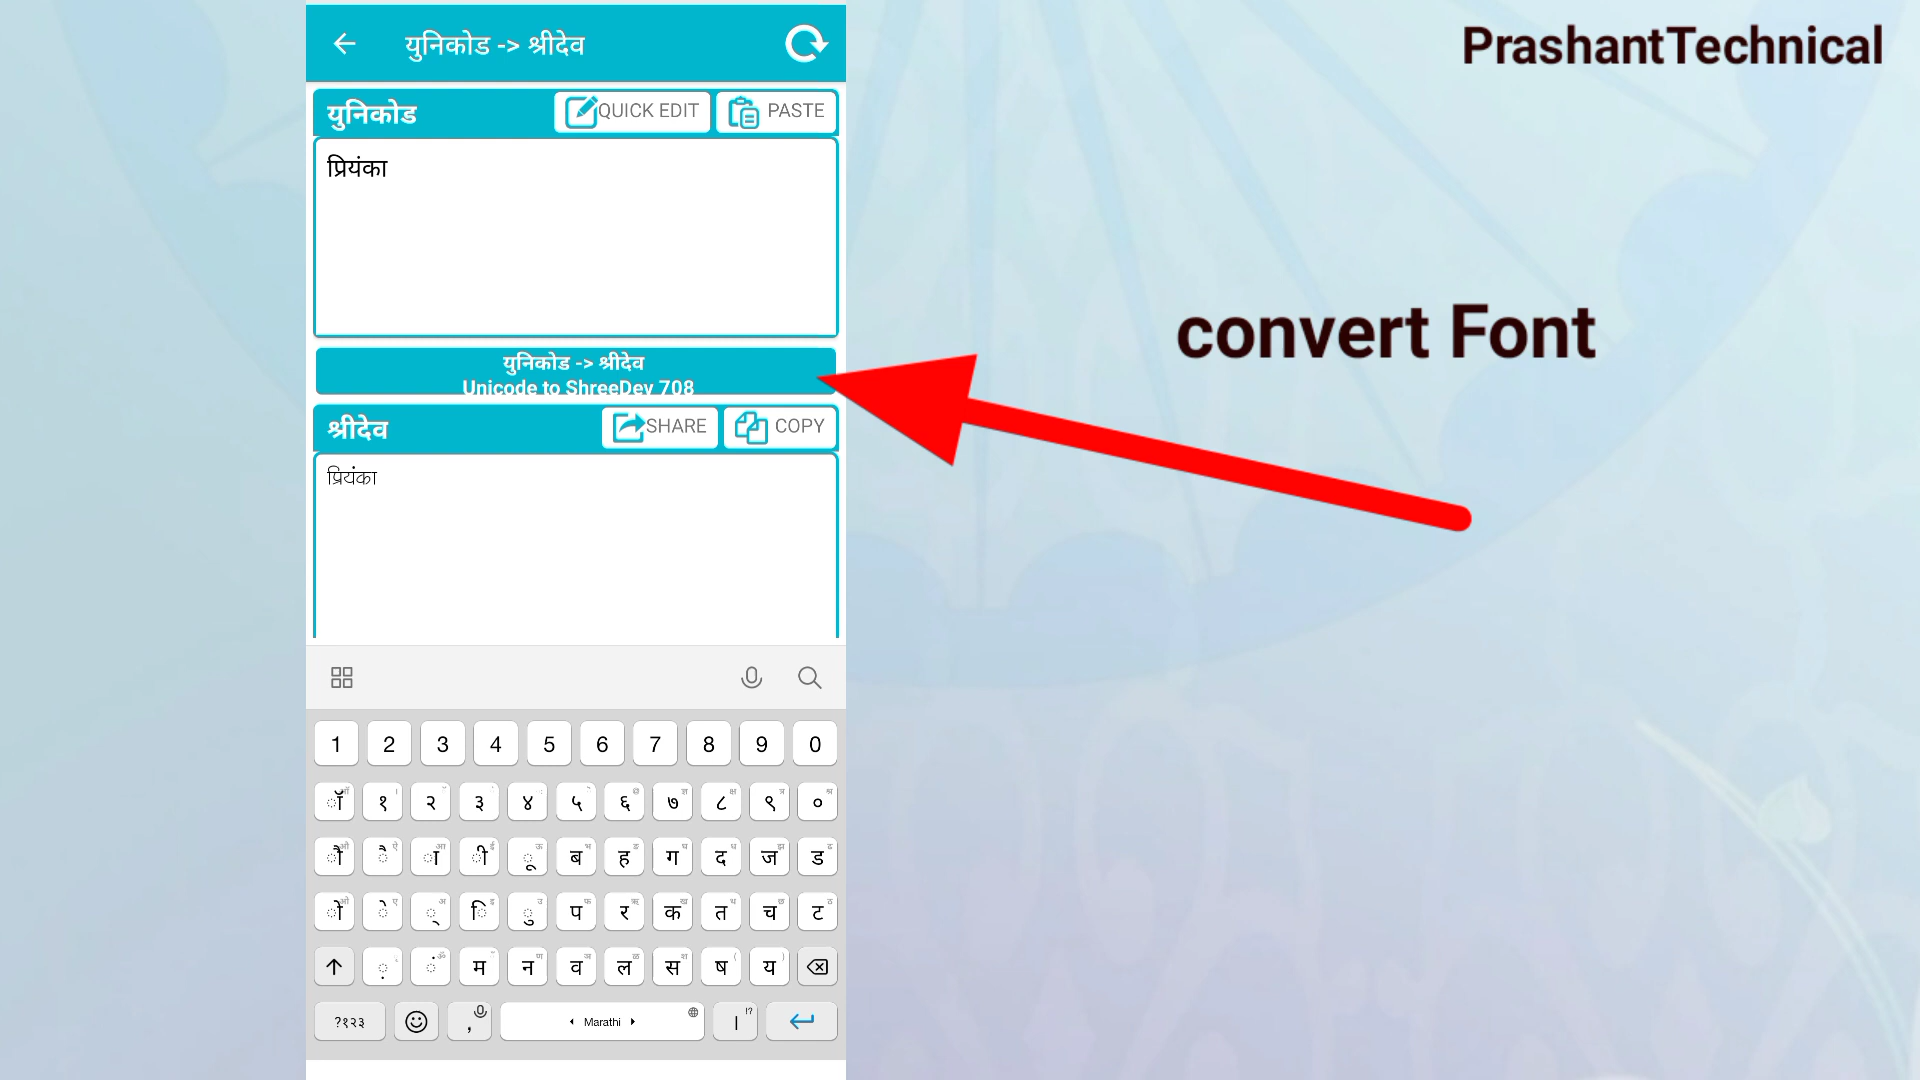 युनिकोड -> श्रीदेव
PrashantTechnical
युनिकोड
QUICK EDIT
PASTE
प्रियंका
convert Font
युनिकोड -> श्रीदेव
Unicode to ShreeDev 708
श्रीदेव
SHARE
COPY
प्रियंका
1 2 3 4 5 6 7 8 9 0
ॉ १ २ ३ ४ ५ ६ ७ ८ ९ ०
ौ ै ा ी ू ब ह ग द ज ड
ो े ् ि ु प र क त च ट
़ ं म न व ल स ष य
?१२३ , Marathi । !?